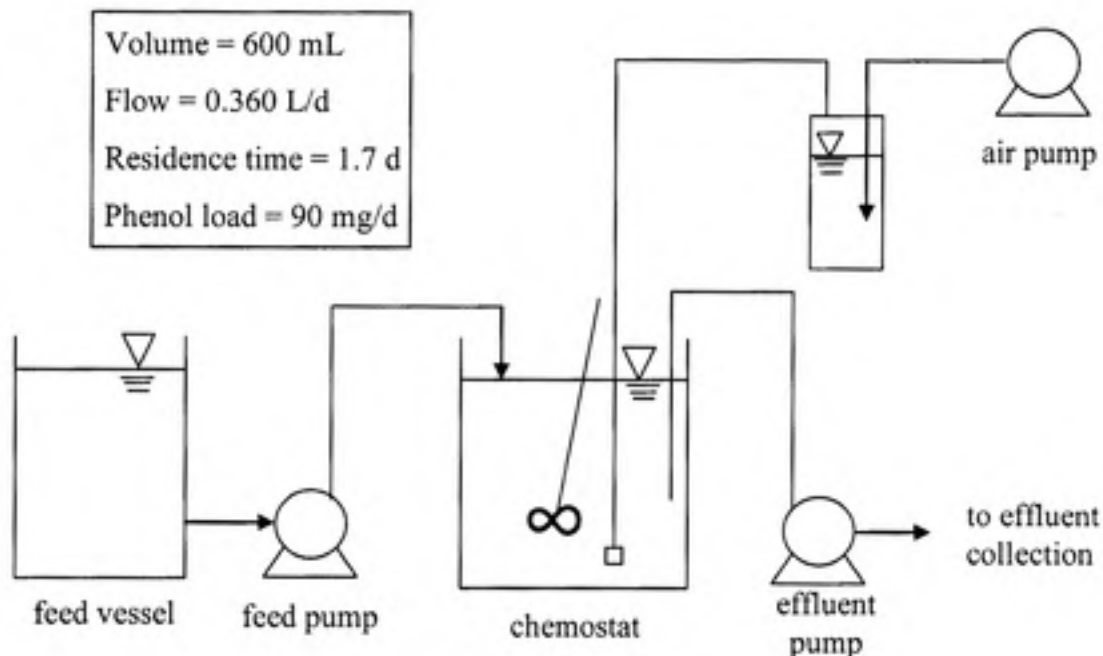 Volume = 600 mL
Flow = 0.360 L/d
Residence time = 1.7 d
Phenol load = 90 mg/d
air pump
to effluent
collection
feed vessel
feed pump
chemostat
effluent
pump